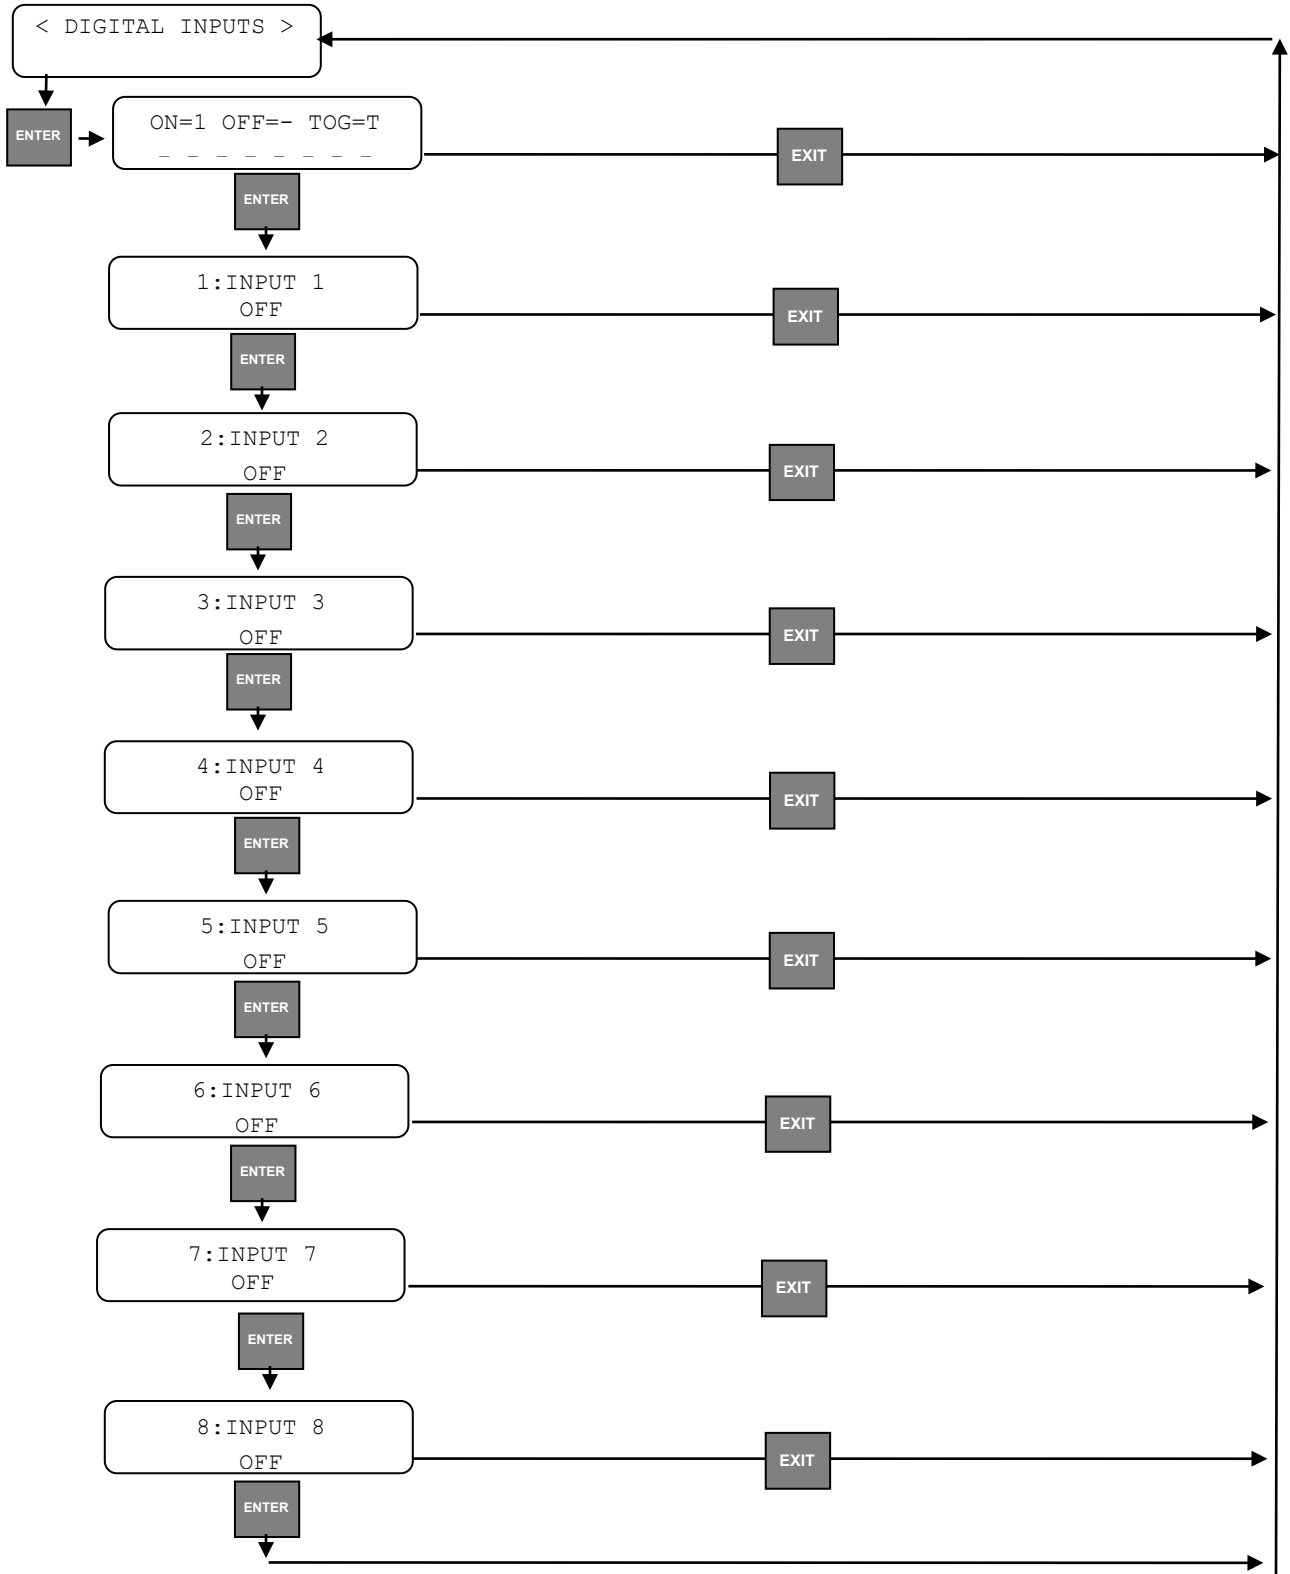 < DIGITAL INPUTS >
ENTER
ON=1 OFF=- TOG=T
_ _ _ _ _ _ _ _
EXIT
ENTER
1:INPUT 1
OFF
EXIT
ENTER
2:INPUT 2
OFF
EXIT
ENTER
3:INPUT 3
OFF
EXIT
ENTER
4:INPUT 4
OFF
EXIT
ENTER
5:INPUT 5
OFF
EXIT
ENTER
6:INPUT 6
OFF
EXIT
ENTER
7:INPUT 7
OFF
EXIT
ENTER
8:INPUT 8
OFF
EXIT
ENTER